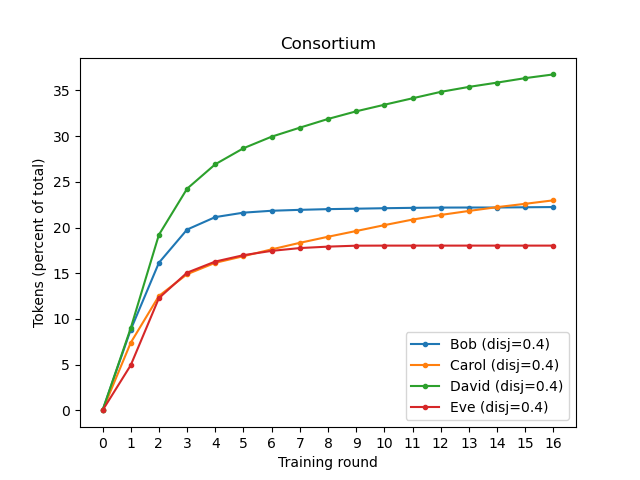 Consortium
Tokens (percent of total)
35
30
25
20
15
10
5
0
Bob (disj=0.4)
Carol (disj=0.4)
David (disj=0.4)
Eve (disj=0.4)
0 1 2 3 4 5 6 7 8 9 10 11 12 13 14 15 16
Training round